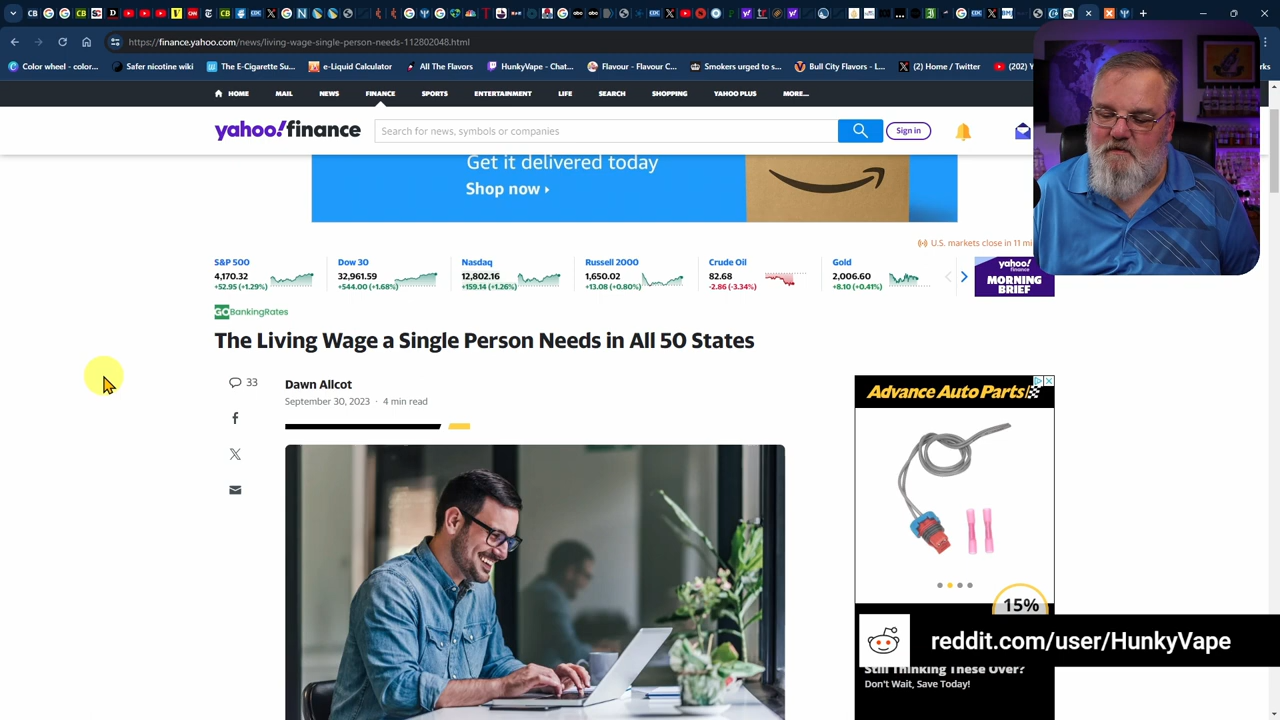 CB
https://finance.yahoo.com/news/living-wage-single-person-needs-112802048.html
Color wheel - color...
Safer nicotine wiki
The E-Cigarette Su...
e-Liquid Calculator
All The Flavors
HunkyVape - Chat...
Flavour – Flavour C...
Smokers urged to s...
Bull City Flavors - L...
(2) Home / Twitter
(202) Y
HOME
MAIL
NEWS
FINANCE
SPORTS
ENTERTAINMENT
LIFE
SEARCH
SHOPPING
YAHOO PLUS
MORE...
yahoo!finance
Search for news, symbols or companies
Sign in
Get it delivered today
Shop now
U.S. markets close in 11 mi
S&P 500
4,170.32
+52.95 (+1.29%)
Dow 30
32,961.59
+544.00 (+1.68%)
Nasdaq
12,802.16
+159.14 (+1.26%)
Russell 2000
1,650.02
+13.08 (+0.80%)
Crude Oil
82.68
-2.86 (-3.34%)
Gold
2,006.60
+8.10 (+0.41%)
yahoo!
finance
MORNING
BRIEF
GOBankingRates
The Living Wage a Single Person Needs in All 50 States
33
Dawn Allcot
September 30, 2023 · 4 min read
Advance Auto Parts
15%
reddit.com/user/HunkyVape
Still Thinking These Over?
Don't Wait, Save Today!